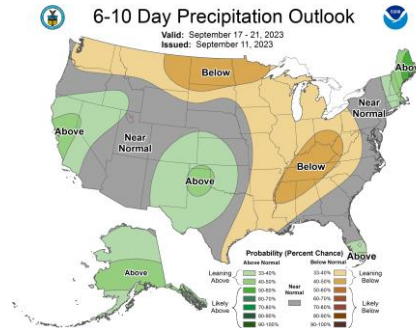 6-10 Day Precipitation Outlook
Valid: September 17 - 21, 2023
Issued: September 11, 2023
Below
Above
Near
Normal
Above
Near
Normal
Above
Below
Above
Above
Probability (Percent Chance)
Above Normal
Below Normal
Leaning
Above
33-40%
40-50%
50-60%
60-70%
70-80%
80-90%
90-100%
Likely
Above
Near
Normal
33-40%
40-50%
50-60%
60-70%
70-80%
80-90%
90-100%
Leaning
Below
Likely
Below